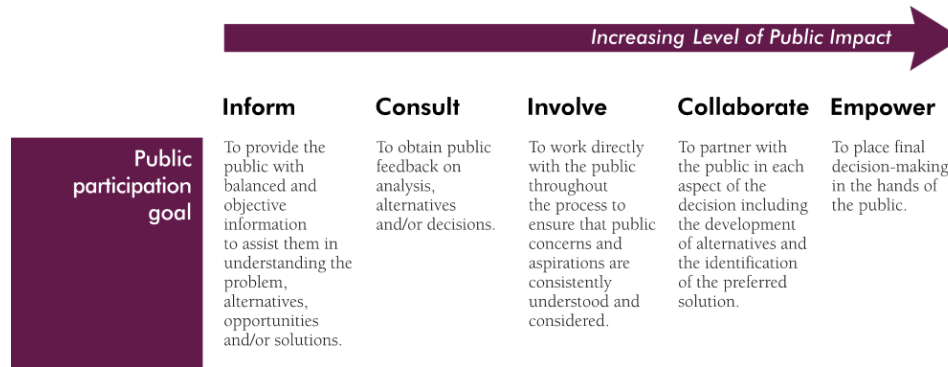 Increasing Level of Public Impact
Inform
To provide the
public with
balanced and
objective
information
to assist them in
understanding the
problem,
alternatives,
opportunities
and/or solutions.
Consult
To obtain public
feedback on
analysis,
alternatives
and/or decisions.
Involve
To work directly
with the public
throughout
the process to
ensure that public
concerns and
aspirations are
consistently
understood and
considered.
Collaborate
To partner with
the public in each
aspect of the
decision including
the development
of alternatives and
the identification
of the preferred
solution.
Empower
To place final
decision-making
in the hands of
the public.
Public
participation
goal